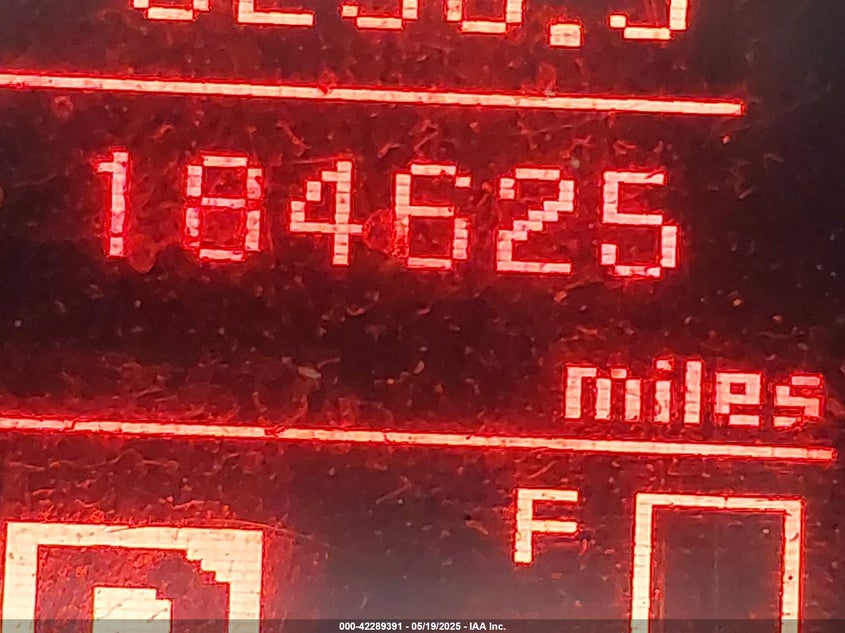 184625
miles
F
000-42289391 - 05/19/2025 - IAA Inc.